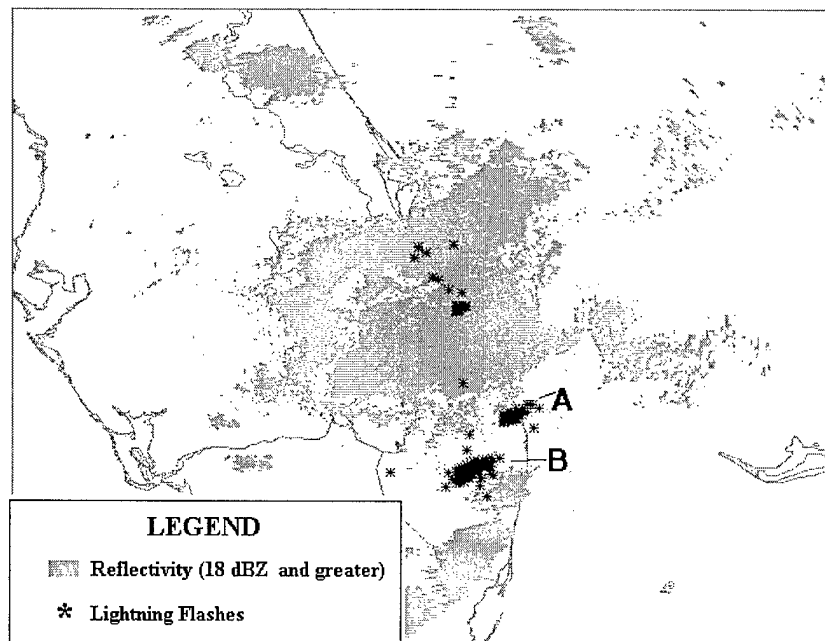 A
B
LEGEND
Reflectivity (18 dBZ and greater)
* Lightning Flashes